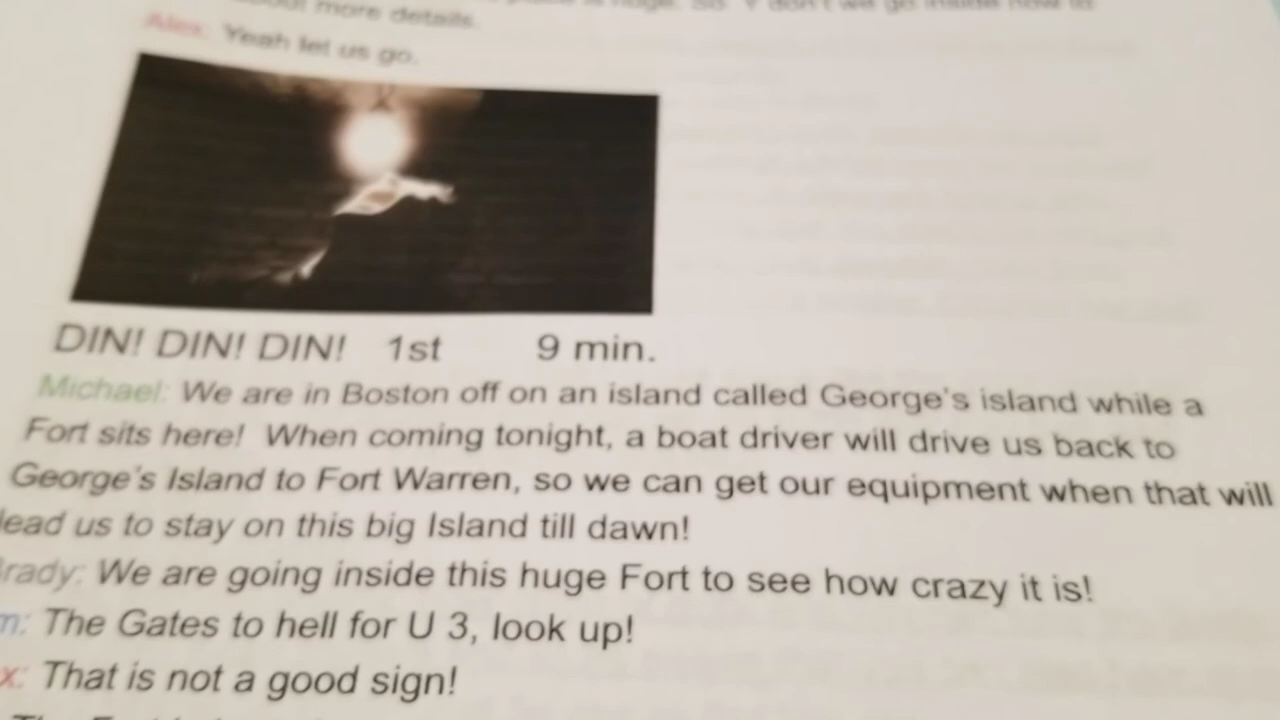 more details.
Alex: Yeah let us go.
DIN! DIN! DIN! 1st 9 min.
Michael: We are in Boston off on an island called George's island while a
Fort sits here! When coming tonight, a boat driver will drive us back to
George's Island to Fort Warren, so we can get our equipment when that will
lead us to stay on this big Island till dawn!
rady: We are going inside this huge Fort to see how crazy it is!
m: The Gates to hell for U 3, look up!
x: That is not a good sign!